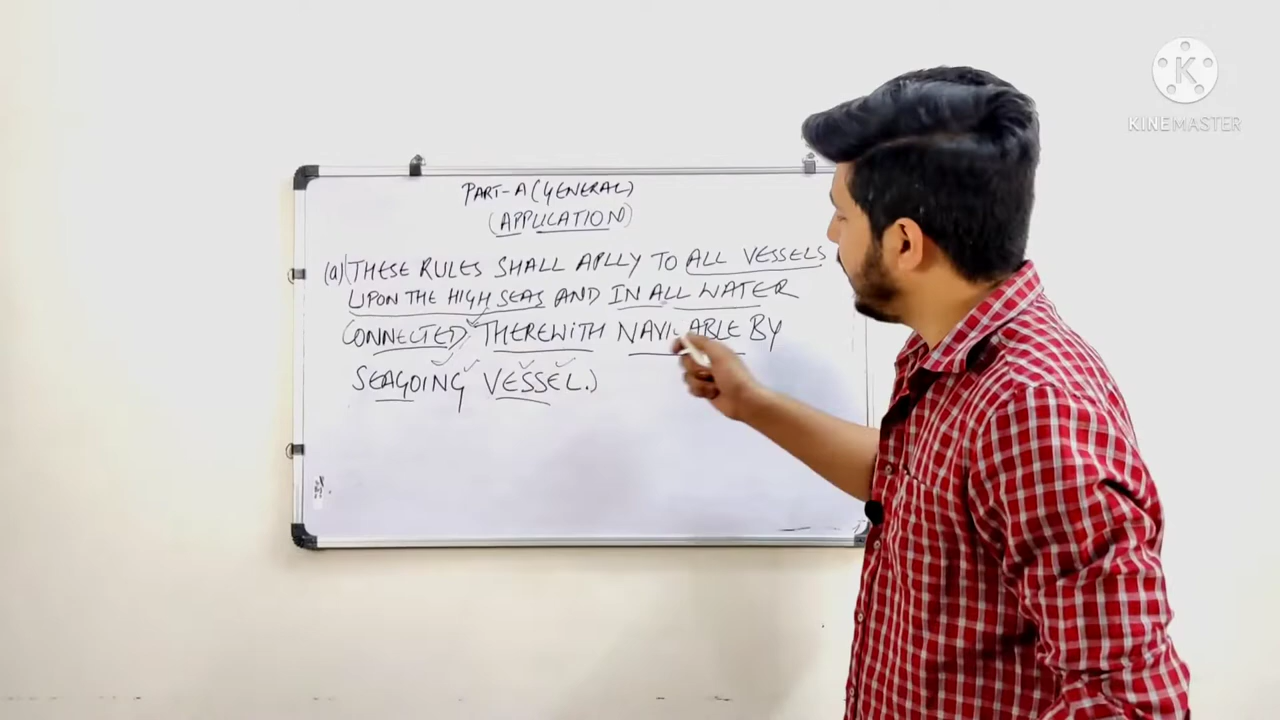 PART-A (GENERAL)
(APPLICATION)
(a) THESE RULES SHALL APLLY TO ALL VESSELS
UPON THE HIGH SEAS AND IN ALL WATER
CONNECTED THEREWITH NAVIGABLE BY
SEAGOING VESSEL.)
K
KINEMASTER